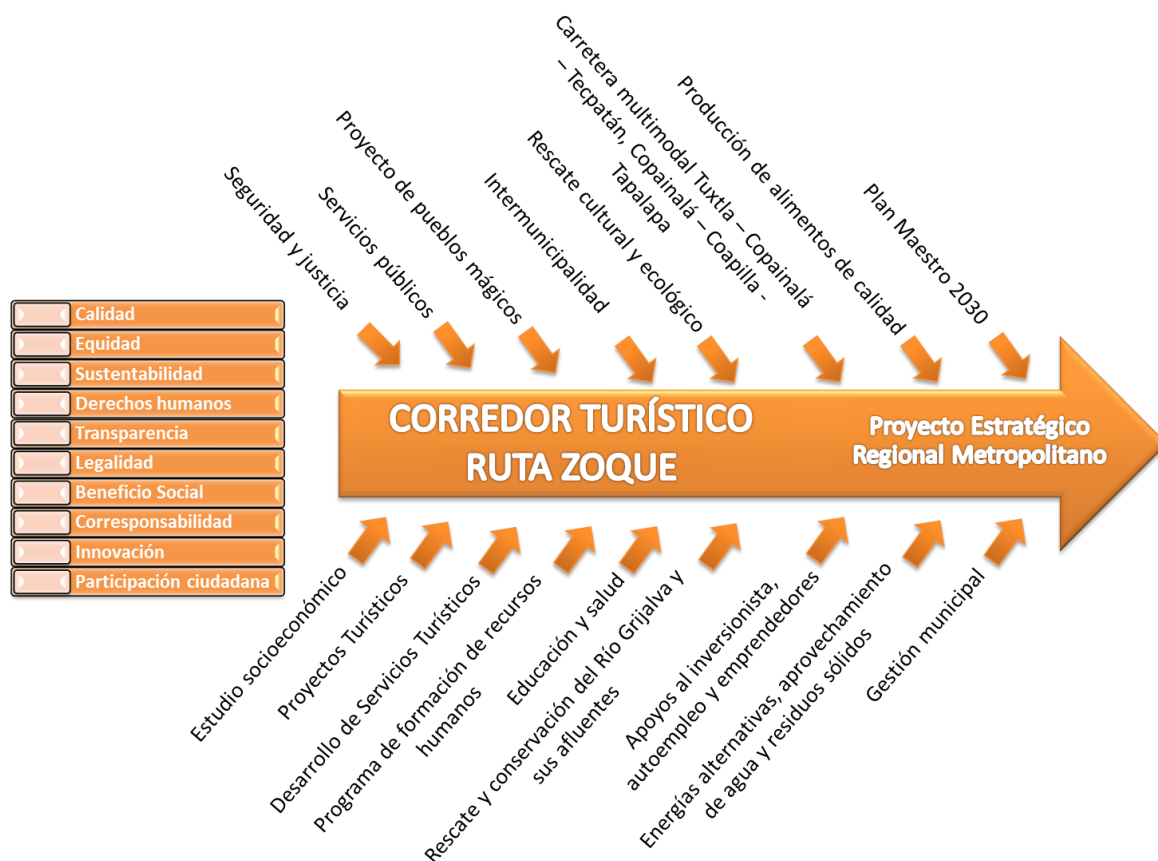 Calidad
Equidad
Sustentabilidad
Derechos humanos
Transparencia
Legalidad
Beneficio Social
Corresponsabilidad
Innovación
Participación ciudadana
Seguridad y justicia
Servicios públicos
Proyecto de pueblos mágicos
Intermunicipalidad
Rescate cultural y ecológico
Carretera multimodal Tuxtla – Copainalá
– Tecpatán, Copainalá – Coapilla -
Tapalapa
Producción de alimentos de calidad
Plan Maestro 2030
CORREDOR TURÍSTICO
RUTA ZOQUE
Proyecto Estratégico
Regional Metropolitano
Estudio socioeconómico
Proyectos Turísticos
Desarrollo de Servicios Turísticos
Programa de formación de recursos
humanos
Educación y salud
Rescate y conservación del Río Grijalva y
sus afluentes
Apoyos al inversionista,
autoempleo y emprendedores
Energías alternativas, aprovechamiento
de agua y residuos sólidos
Gestión municipal